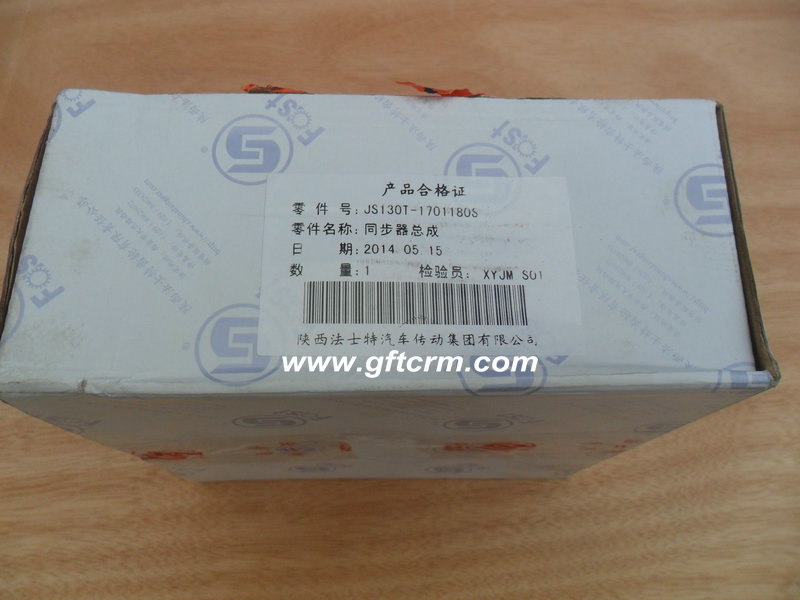 产品合格证
零件号:JS130T-1701180S
零件名称:同步器总成
日期:2014.05.15
数量:1 检验员:XYJM S01
陕西法士特汽车传动集团有限公司
www.gftcrm.com
Fast
Fast